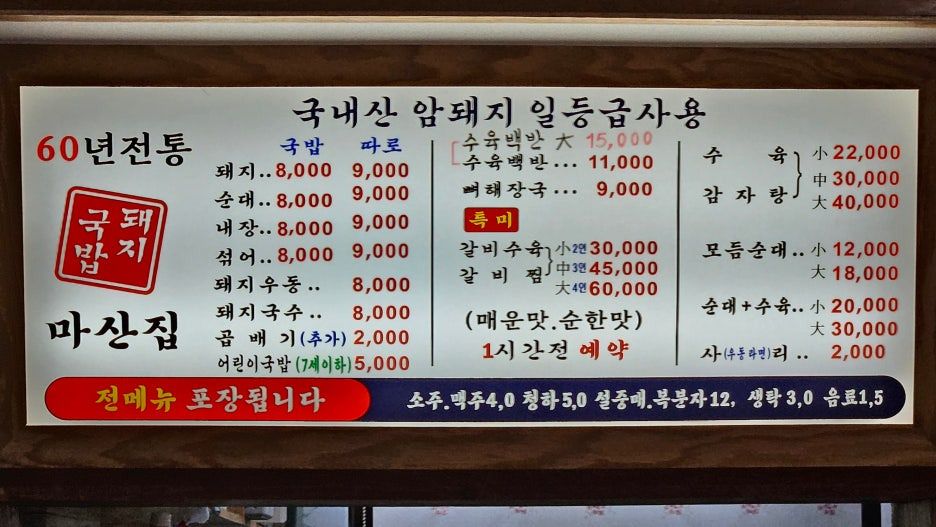 국내산 암돼지 일등급사용
60년전통
돼지
국밥
마산집
국밥 따로
돼지.. 8,000 9,000
순대.. 8,000 9,000
내장.. 8,000 9,000
섞어.. 8,000 9,000
돼지우동.. 8,000
돼지국수.. 8,000
곱배기(추가) 2,000
어린이국밥(7세이하) 5,000
수육백반 大 15,000
수육백반... 11,000
뼈해장국... 9,000
특미
갈비수육 小2인 30,000
갈비찜 中3인 45,000
大4인 60,000
(매운맛.순한맛)
1시간전 예약
수육 小 22,000
감자탕 中 30,000
大 40,000
모듬순대.. 小 12,000
大 18,000
순대+수육.. 小 20,000
大 30,000
사(우동라면)리.. 2,000
전메뉴 포장됩니다
소주.맥주4,0 청하5,0 설중매.복분자12, 생탁3,0 음료1,5